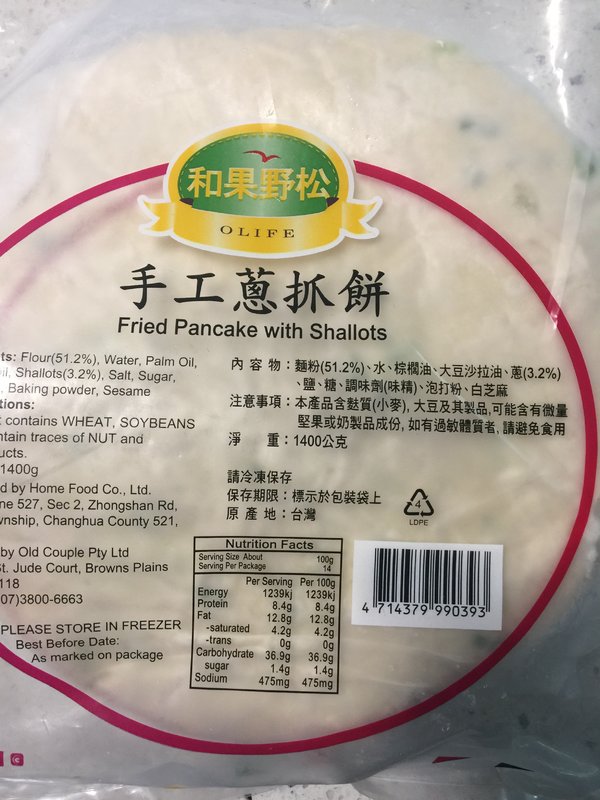 和果野松
OLIFE
手工蔥抓餅
Fried Pancake with Shallots
ts: Flour(51.2%), Water, Palm Oil,
il, Shallots(3.2%), Salt, Sugar,
, Baking powder, Sesame
tions:
contains WHEAT, SOYBEANS
ntain traces of NUT and
ucts.
1400g
d by Home Food Co., Ltd.
ne 527, Sec 2, Zhongshan Rd,
wnship, Changhua County 521,
by Old Couple Pty Ltd
t. Jude Court, Browns Plains
118
07)3800-6663
PLEASE STORE IN FREEZER
Best Before Date:
As marked on package
內容物：麵粉(51.2%)、水、棕櫚油、大豆沙拉油、蔥(3.2%)
、鹽、糖、調味劑(味精)、泡打粉、白芝麻
注意事項：本產品含麩質(小麥), 大豆及其製品,可能含有微量
堅果或奶製品成份, 如有過敏體質者, 請避免食用
淨重：1400公克
請冷凍保存
保存期限：標示於包裝袋上
原產地：台灣
4
LDPE
Nutrition Facts
Serving Size About 100g
Serving Per Package 14
Per Serving Per 100g
Energy 1239kj 1239kj
Protein 8.4g 8.4g
Fat 12.8g 12.8g
-saturated 4.2g 4.2g
-trans 0g 0g
Carbohydrate 36.9g 36.9g
sugar 1.4g 1.4g
Sodium 475mg 475mg
4 714379 990393